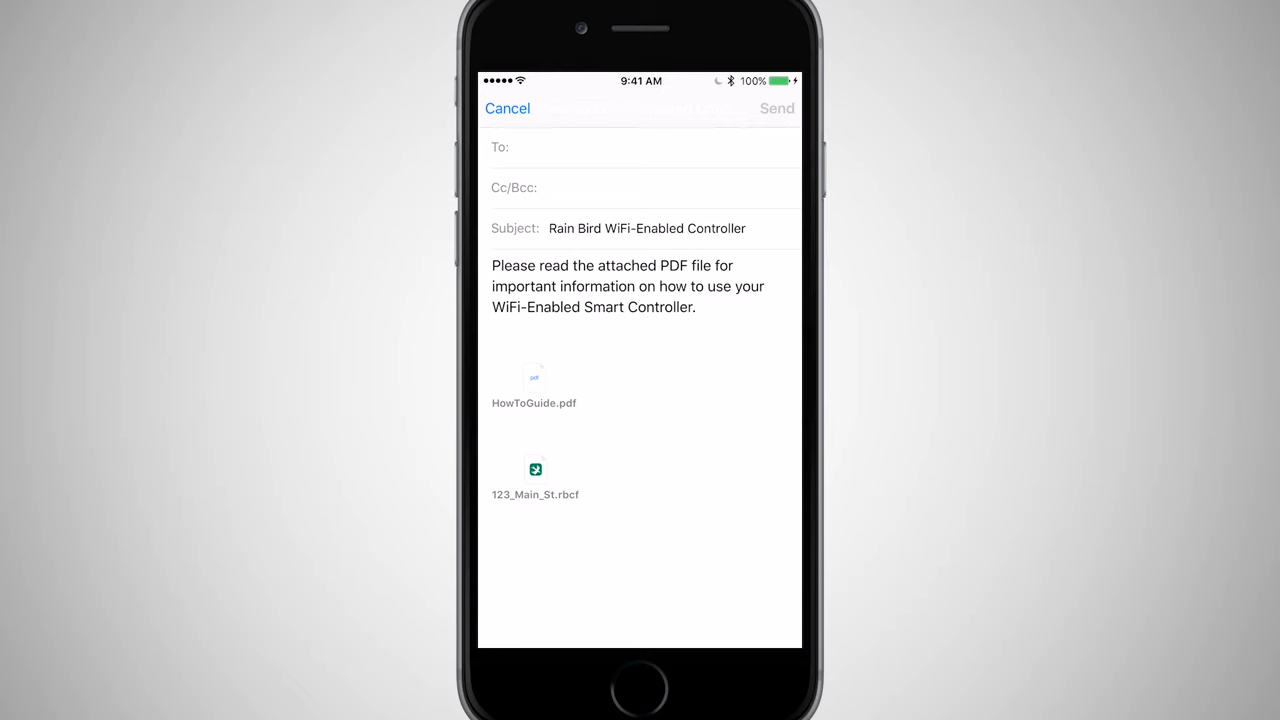 9:41 AM
100%
Cancel
Send
To:
Cc/Bcc:
Subject: Rain Bird WiFi-Enabled Controller
Please read the attached PDF file for
important information on how to use your
WiFi-Enabled Smart Controller.
pdf
HowToGuide.pdf
123_Main_St.rbcf